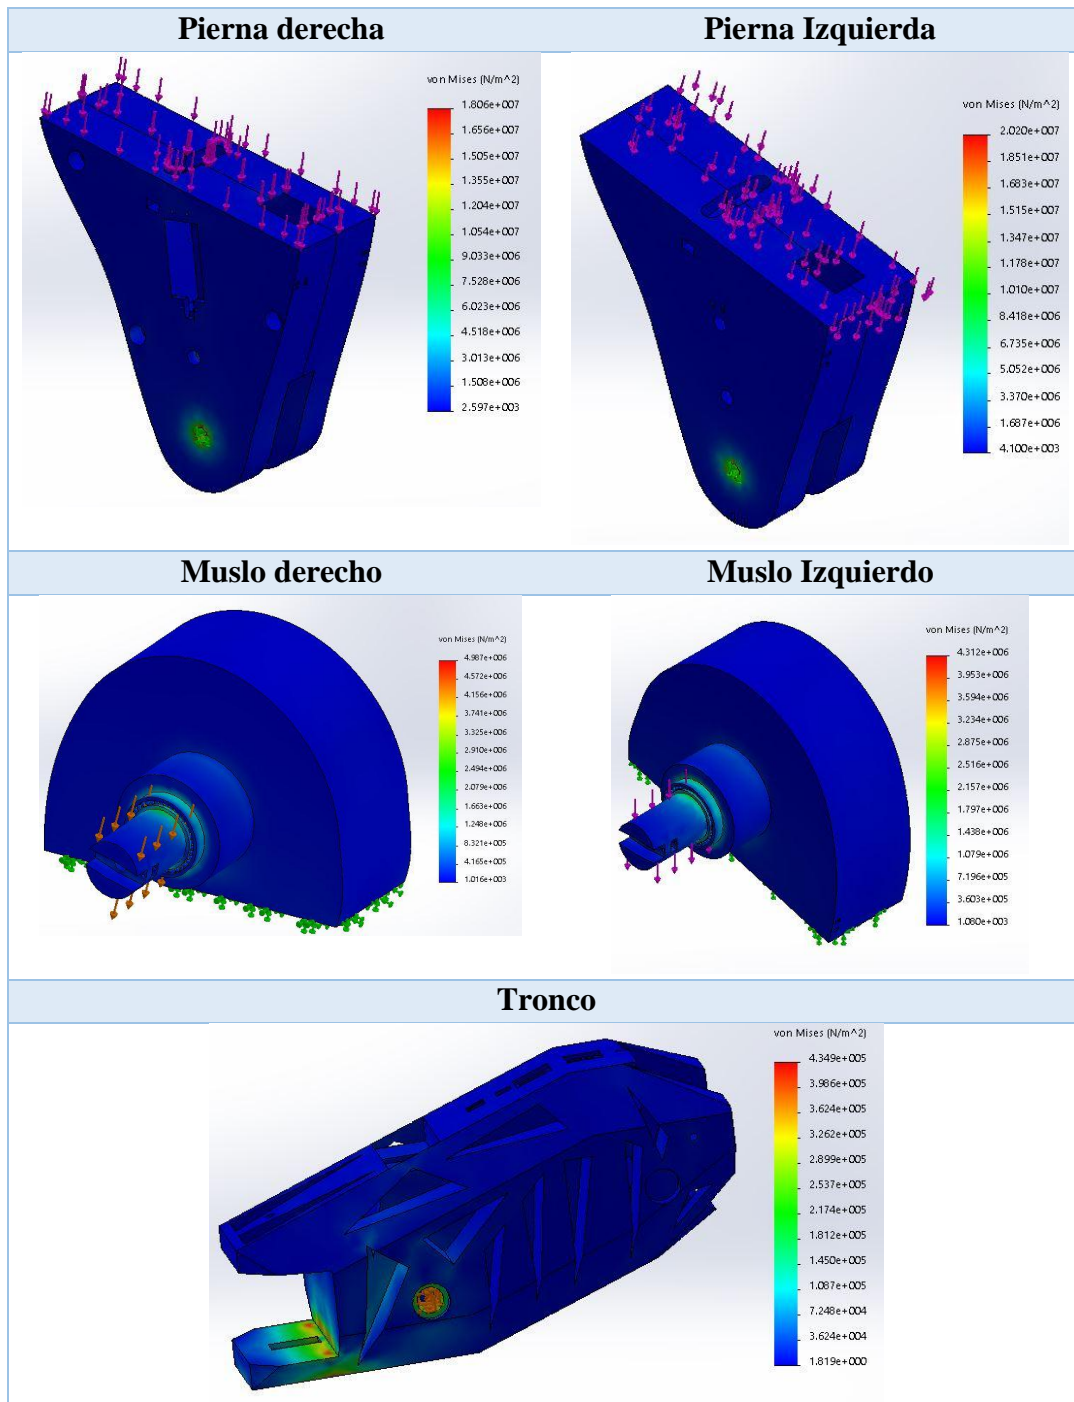 Pierna derecha
Pierna Izquierda
von Mises (N/m^2)
1.806e+007
1.656e+007
1.505e+007
1.355e+007
1.204e+007
1.054e+007
9.033e+006
7.528e+006
6.023e+006
4.518e+006
3.013e+006
1.508e+006
2.597e+003
von Mises (N/m^2)
2.020e+007
1.851e+007
1.683e+007
1.515e+007
1.347e+007
1.178e+007
1.010e+007
8.418e+006
6.735e+006
5.052e+006
3.370e+006
1.687e+006
4.100e+003
Muslo derecho
Muslo Izquierdo
von Mises (N/m^2)
4.987e+006
4.572e+006
4.156e+006
3.741e+006
3.325e+006
2.910e+006
2.494e+006
2.079e+006
1.663e+006
1.248e+006
8.321e+005
4.165e+005
1.016e+003
von Mises (N/m^2)
4.312e+006
3.953e+006
3.594e+006
3.234e+006
2.875e+006
2.516e+006
2.157e+006
1.797e+006
1.438e+006
1.079e+006
7.196e+005
3.603e+005
1.080e+003
Tronco
von Mises (N/m^2)
4.349e+005
3.986e+005
3.624e+005
3.262e+005
2.899e+005
2.537e+005
2.174e+005
1.812e+005
1.450e+005
1.087e+005
7.248e+004
3.624e+004
1.819e+000